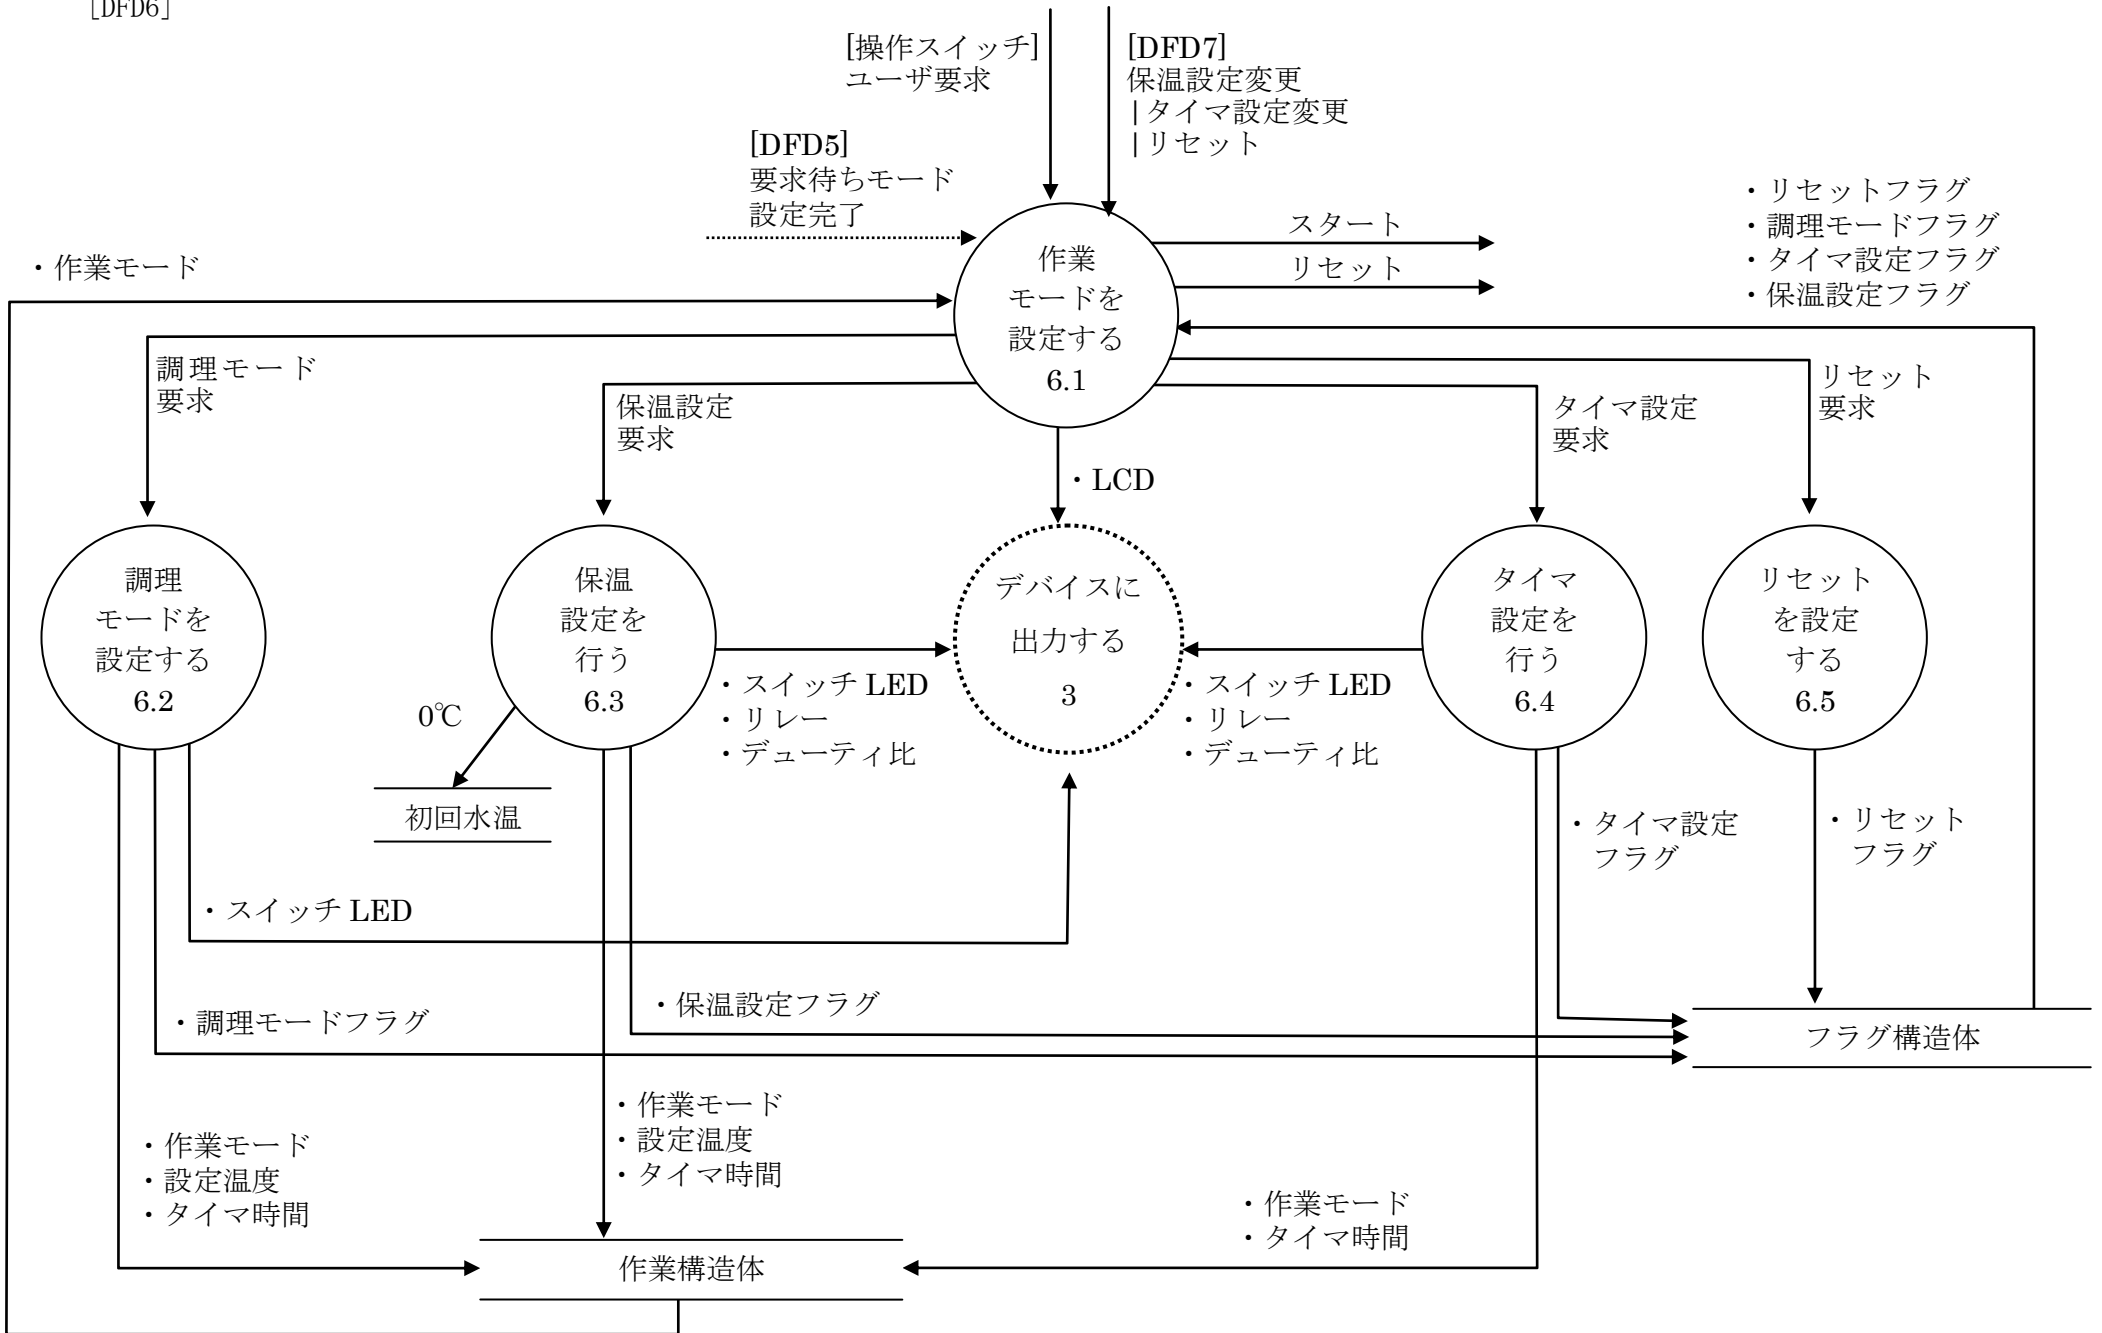 [DFD6]
[操作スイッチ]
ユーザ要求
[DFD7]
保温設定変更
|タイマ設定変更
|リセット
[DFD5]
要求待ちモード
設定完了
・リセットフラグ
・調理モードフラグ
・タイマ設定フラグ
・保温設定フラグ
スタート
リセット
・作業モード
作業
モードを
設定する
6.1
調理モード
要求
保温設定
要求
・LCD
タイマ設定
要求
リセット
要求
調理
モードを
設定する
6.2
保温
設定を
行う
6.3
デバイスに
出力する
3
タイマ
設定を
行う
6.4
リセット
を設定
する
6.5
0℃
初回水温
・スイッチ LED
・リレー
・デューティ比
・スイッチ LED
・リレー
・デューティ比
・タイマ設定
フラグ
・リセット
フラグ
・スイッチ LED
・調理モードフラグ
・保温設定フラグ
フラグ構造体
・作業モード
・設定温度
・タイマ時間
・作業モード
・設定温度
・タイマ時間
・作業モード
・タイマ時間
作業構造体